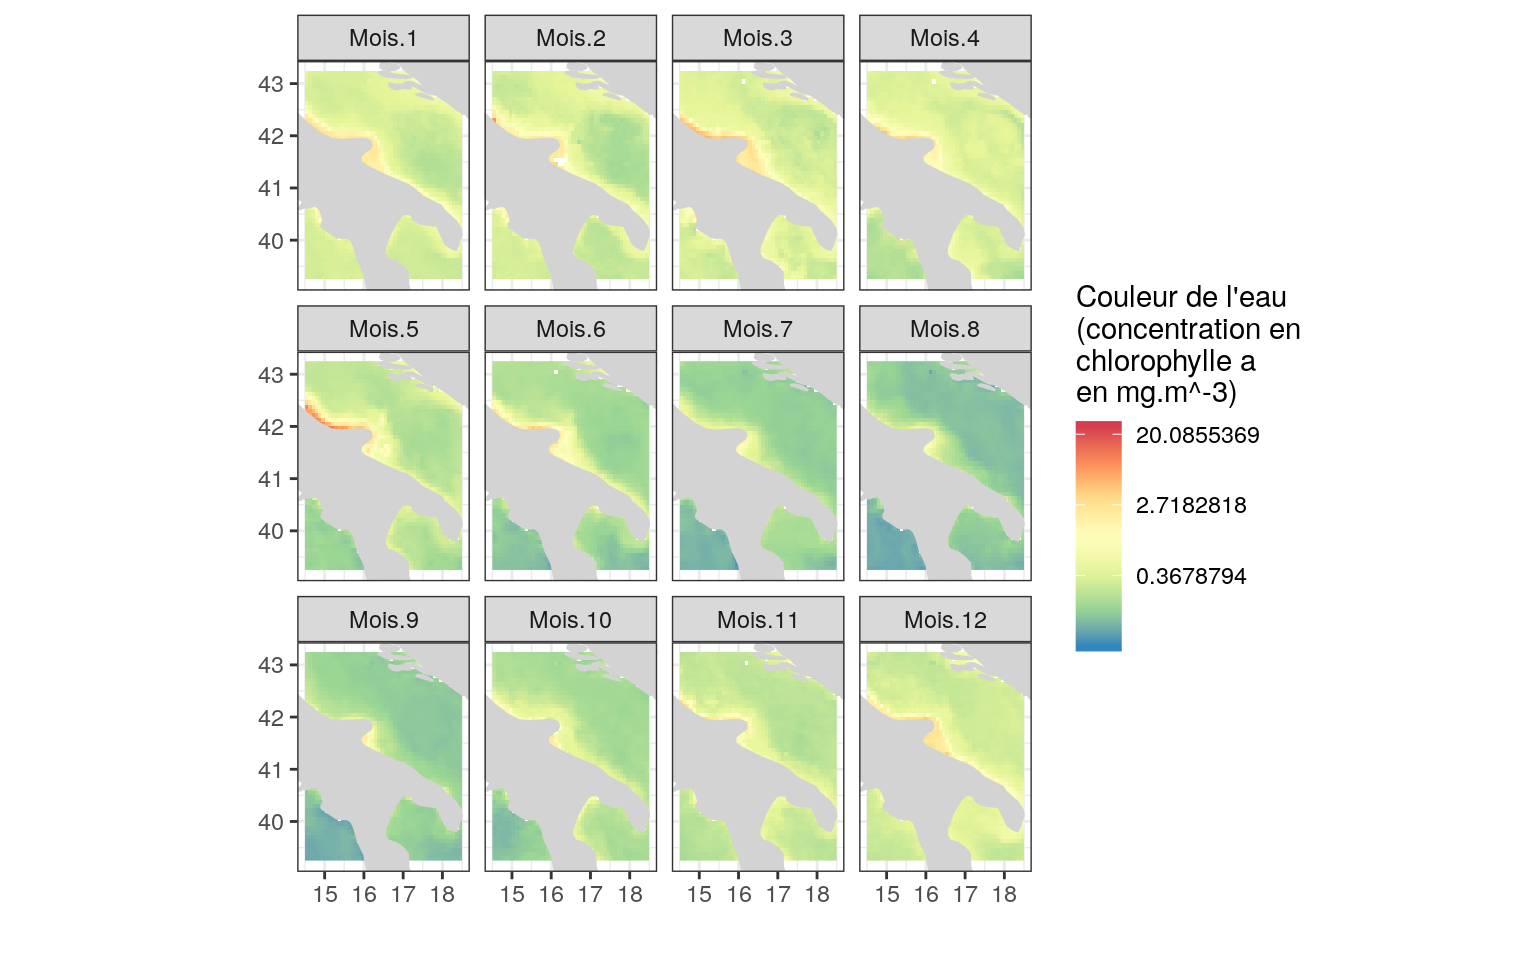 Mois.1 Mois.2 Mois.3 Mois.4
43
42
41
40
Mois.5 Mois.6 Mois.7 Mois.8
43
42
41
40
Couleur de l'eau
(concentration en
chlorophylle a
en mg.m^-3)
20.0855369
2.7182818
0.3678794
Mois.9 Mois.10 Mois.11 Mois.12
43
42
41
40
15 16 17 18 15 16 17 18 15 16 17 18 15 16 17 18